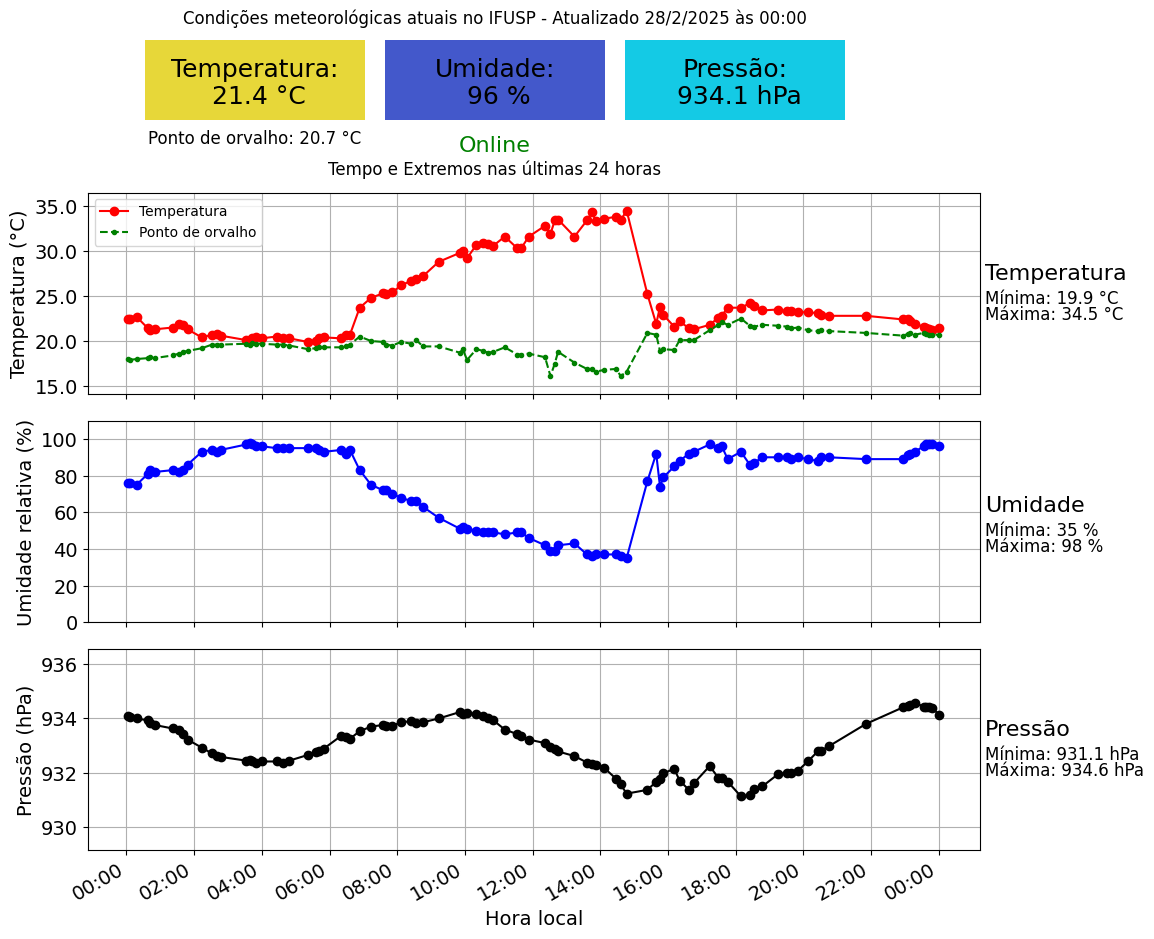 Condições meteorológicas atuais no IFUSP - Atualizado 28/2/2025 às 00:00
Temperatura:
21.4 °C
Umidade:
96 %
Pressão:
934.1 hPa
Ponto de orvalho: 20.7 °C
Online
Tempo e Extremos nas últimas 24 horas
Temperatura (°C)
35.0
30.0
25.0
20.0
15.0
Temperatura
Ponto de orvalho
Temperatura
Mínima: 19.9 °C
Máxima: 34.5 °C
Umidade relativa (%)
100
80
60
40
20
0
Umidade
Mínima: 35 %
Máxima: 98 %
Pressão (hPa)
936
934
932
930
Pressão
Mínima: 931.1 hPa
Máxima: 934.6 hPa
00:00
02:00
04:00
06:00
08:00
10:00
12:00
14:00
16:00
18:00
20:00
22:00
00:00
Hora local